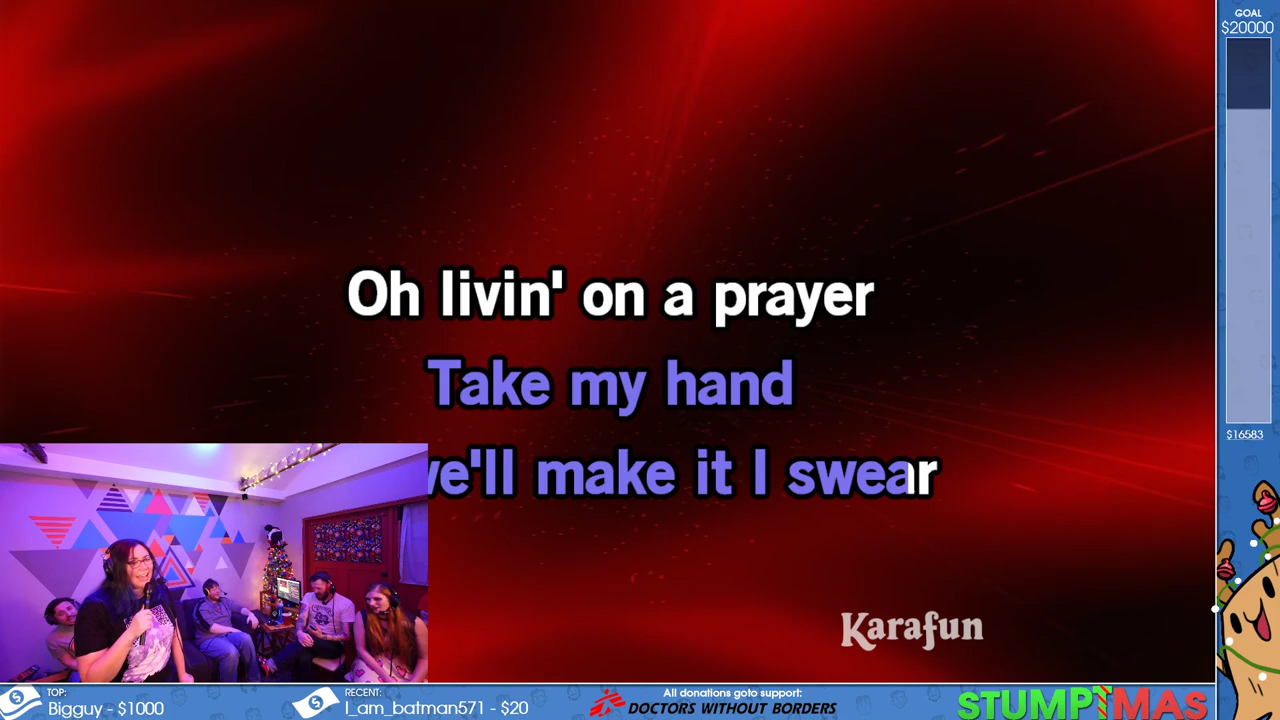 GOAL
$20000
Oh livin' on a prayer
Take my hand
we'll make it I swear
$16583
Karafun
TOP:
Bigguy - $1000
RECENT:
I_am_batman571 - $20
All donations goto support:
DOCTORS WITHOUT BORDERS
STUMPTMAS